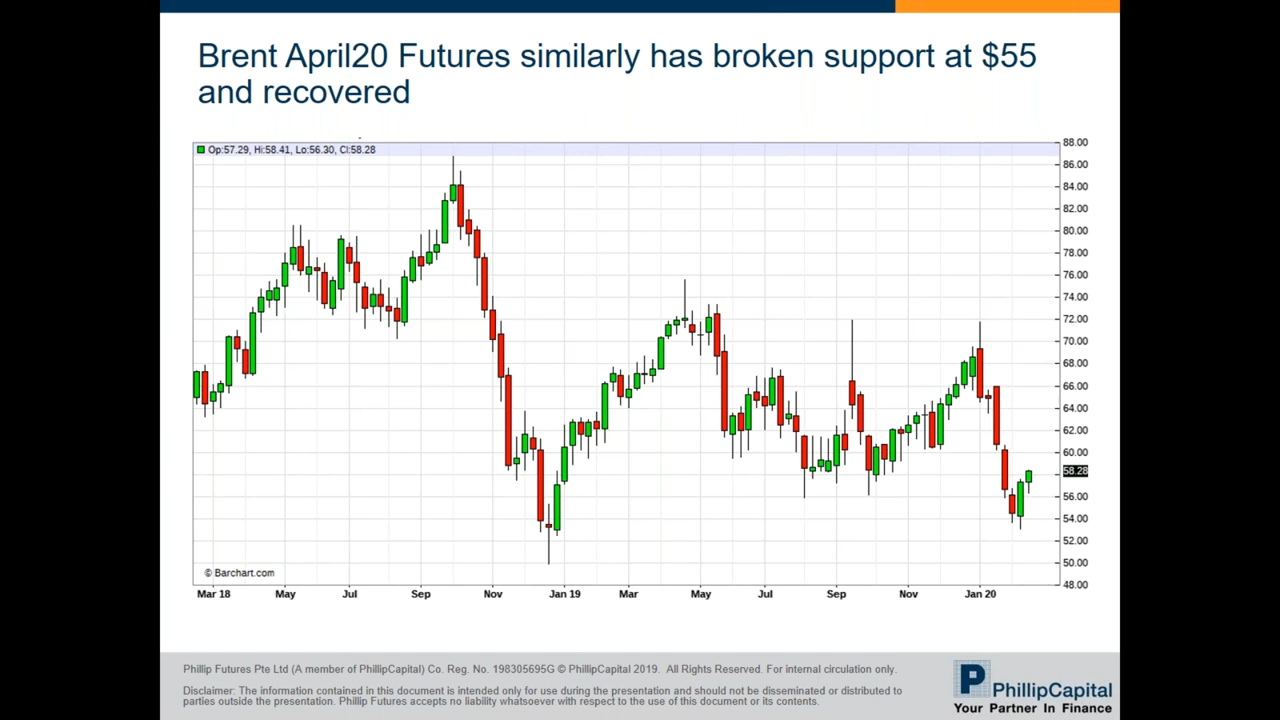 Brent April20 Futures similarly has broken support at $55
and recovered
Op:57.29, Hi:58.41, Lo:56.30, Cl:58.28
88.00
86.00
84.00
82.00
80.00
78.00
76.00
74.00
72.00
70.00
68.00
66.00
64.00
62.00
60.00
58.28
56.00
54.00
52.00
50.00
48.00
© Barchart.com
Mar 18 May Jul Sep Nov Jan 19 Mar May Jul Sep Nov Jan 20
Phillip Futures Pte Ltd (A member of PhillipCapital) Co. Reg. No. 198305695G © PhillipCapital 2019. All Rights Reserved. For internal circulation only.
Disclaimer: The information contained in this document is intended only for use during the presentation and should not be disseminated or distributed to
parties outside the presentation. Phillip Futures accepts no liability whatsoever with respect to the use of this document or its contents.
P PhillipCapital
Your Partner In Finance